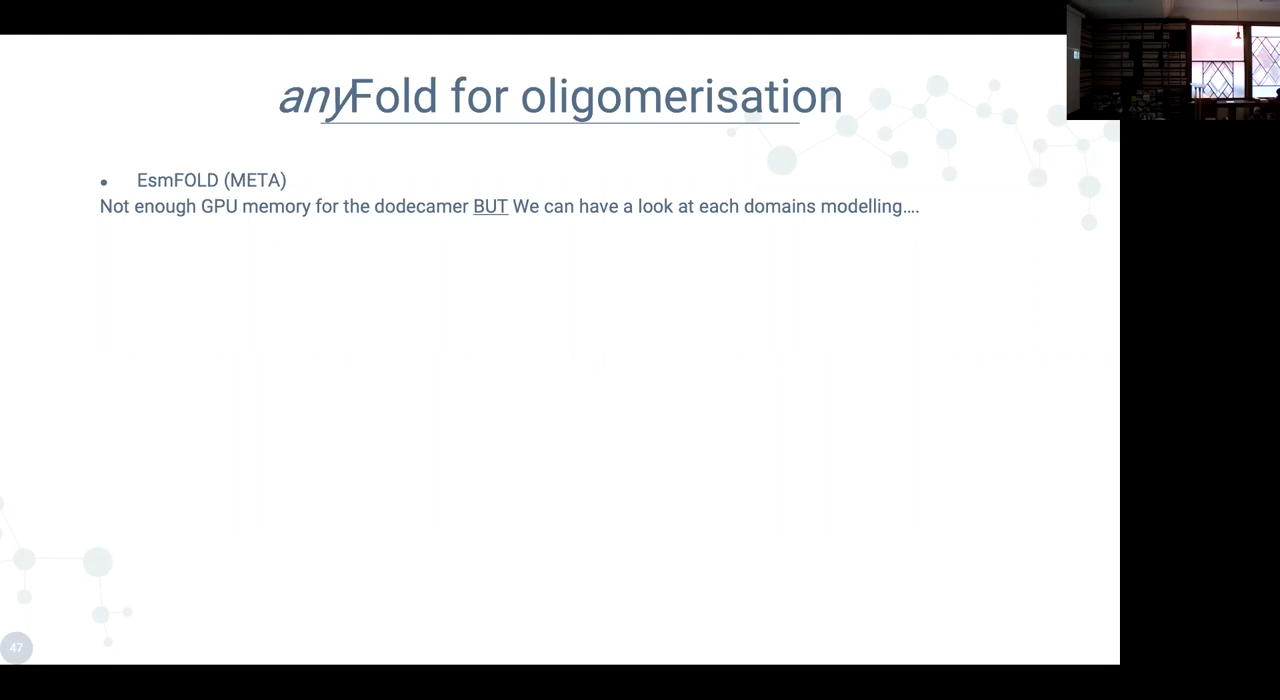 anyFold for oligomerisation
• EsmFOLD (META)
Not enough GPU memory for the dodecamer BUT We can have a look at each domains modelling....
47